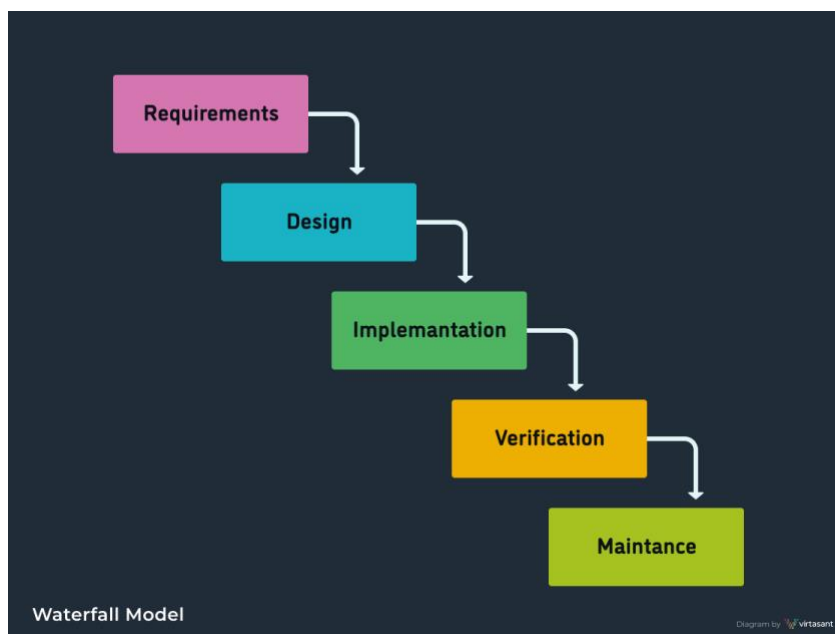 Requirements
Design
Implemantation
Verification
Maintance
Waterfall Model
Diagram by virtasant